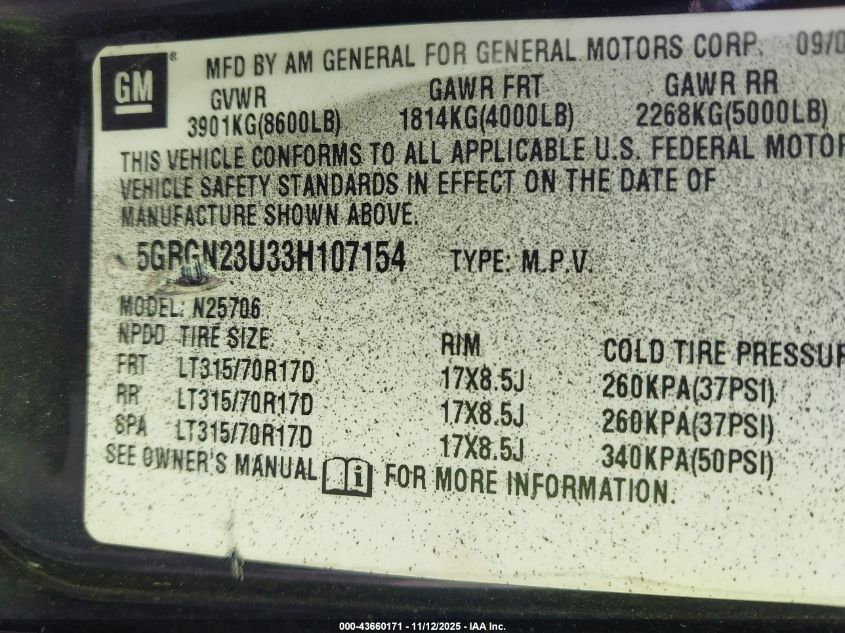 GM
MFD BY AM GENERAL FOR GENERAL MOTORS CORP. 09/0
GVWR GAWR FRT GAWR RR
3901KG(8600LB) 1814KG(4000LB) 2268KG(5000LB)
THIS VEHICLE CONFORMS TO ALL APPLICABLE U.S. FEDERAL MOTOR
VEHICLE SAFETY STANDARDS IN EFFECT ON THE DATE OF
MANUFACTURE SHOWN ABOVE.
5GRGN23U33H107154 TYPE: M.P.V.
MODEL: N25706
NPDD TIRE SIZE RIM COLD TIRE PRESSUR
FRT LT315/70R17D 17X8.5J 260KPA(37PSI)
RR LT315/70R17D 17X8.5J 260KPA(37PSI)
SPA LT315/70R17D 17X8.5J 340KPA(50PSI)
SEE OWNER'S MANUAL i FOR MORE INFORMATION.
000-43660171 - 11/12/2025 - IAA Inc.